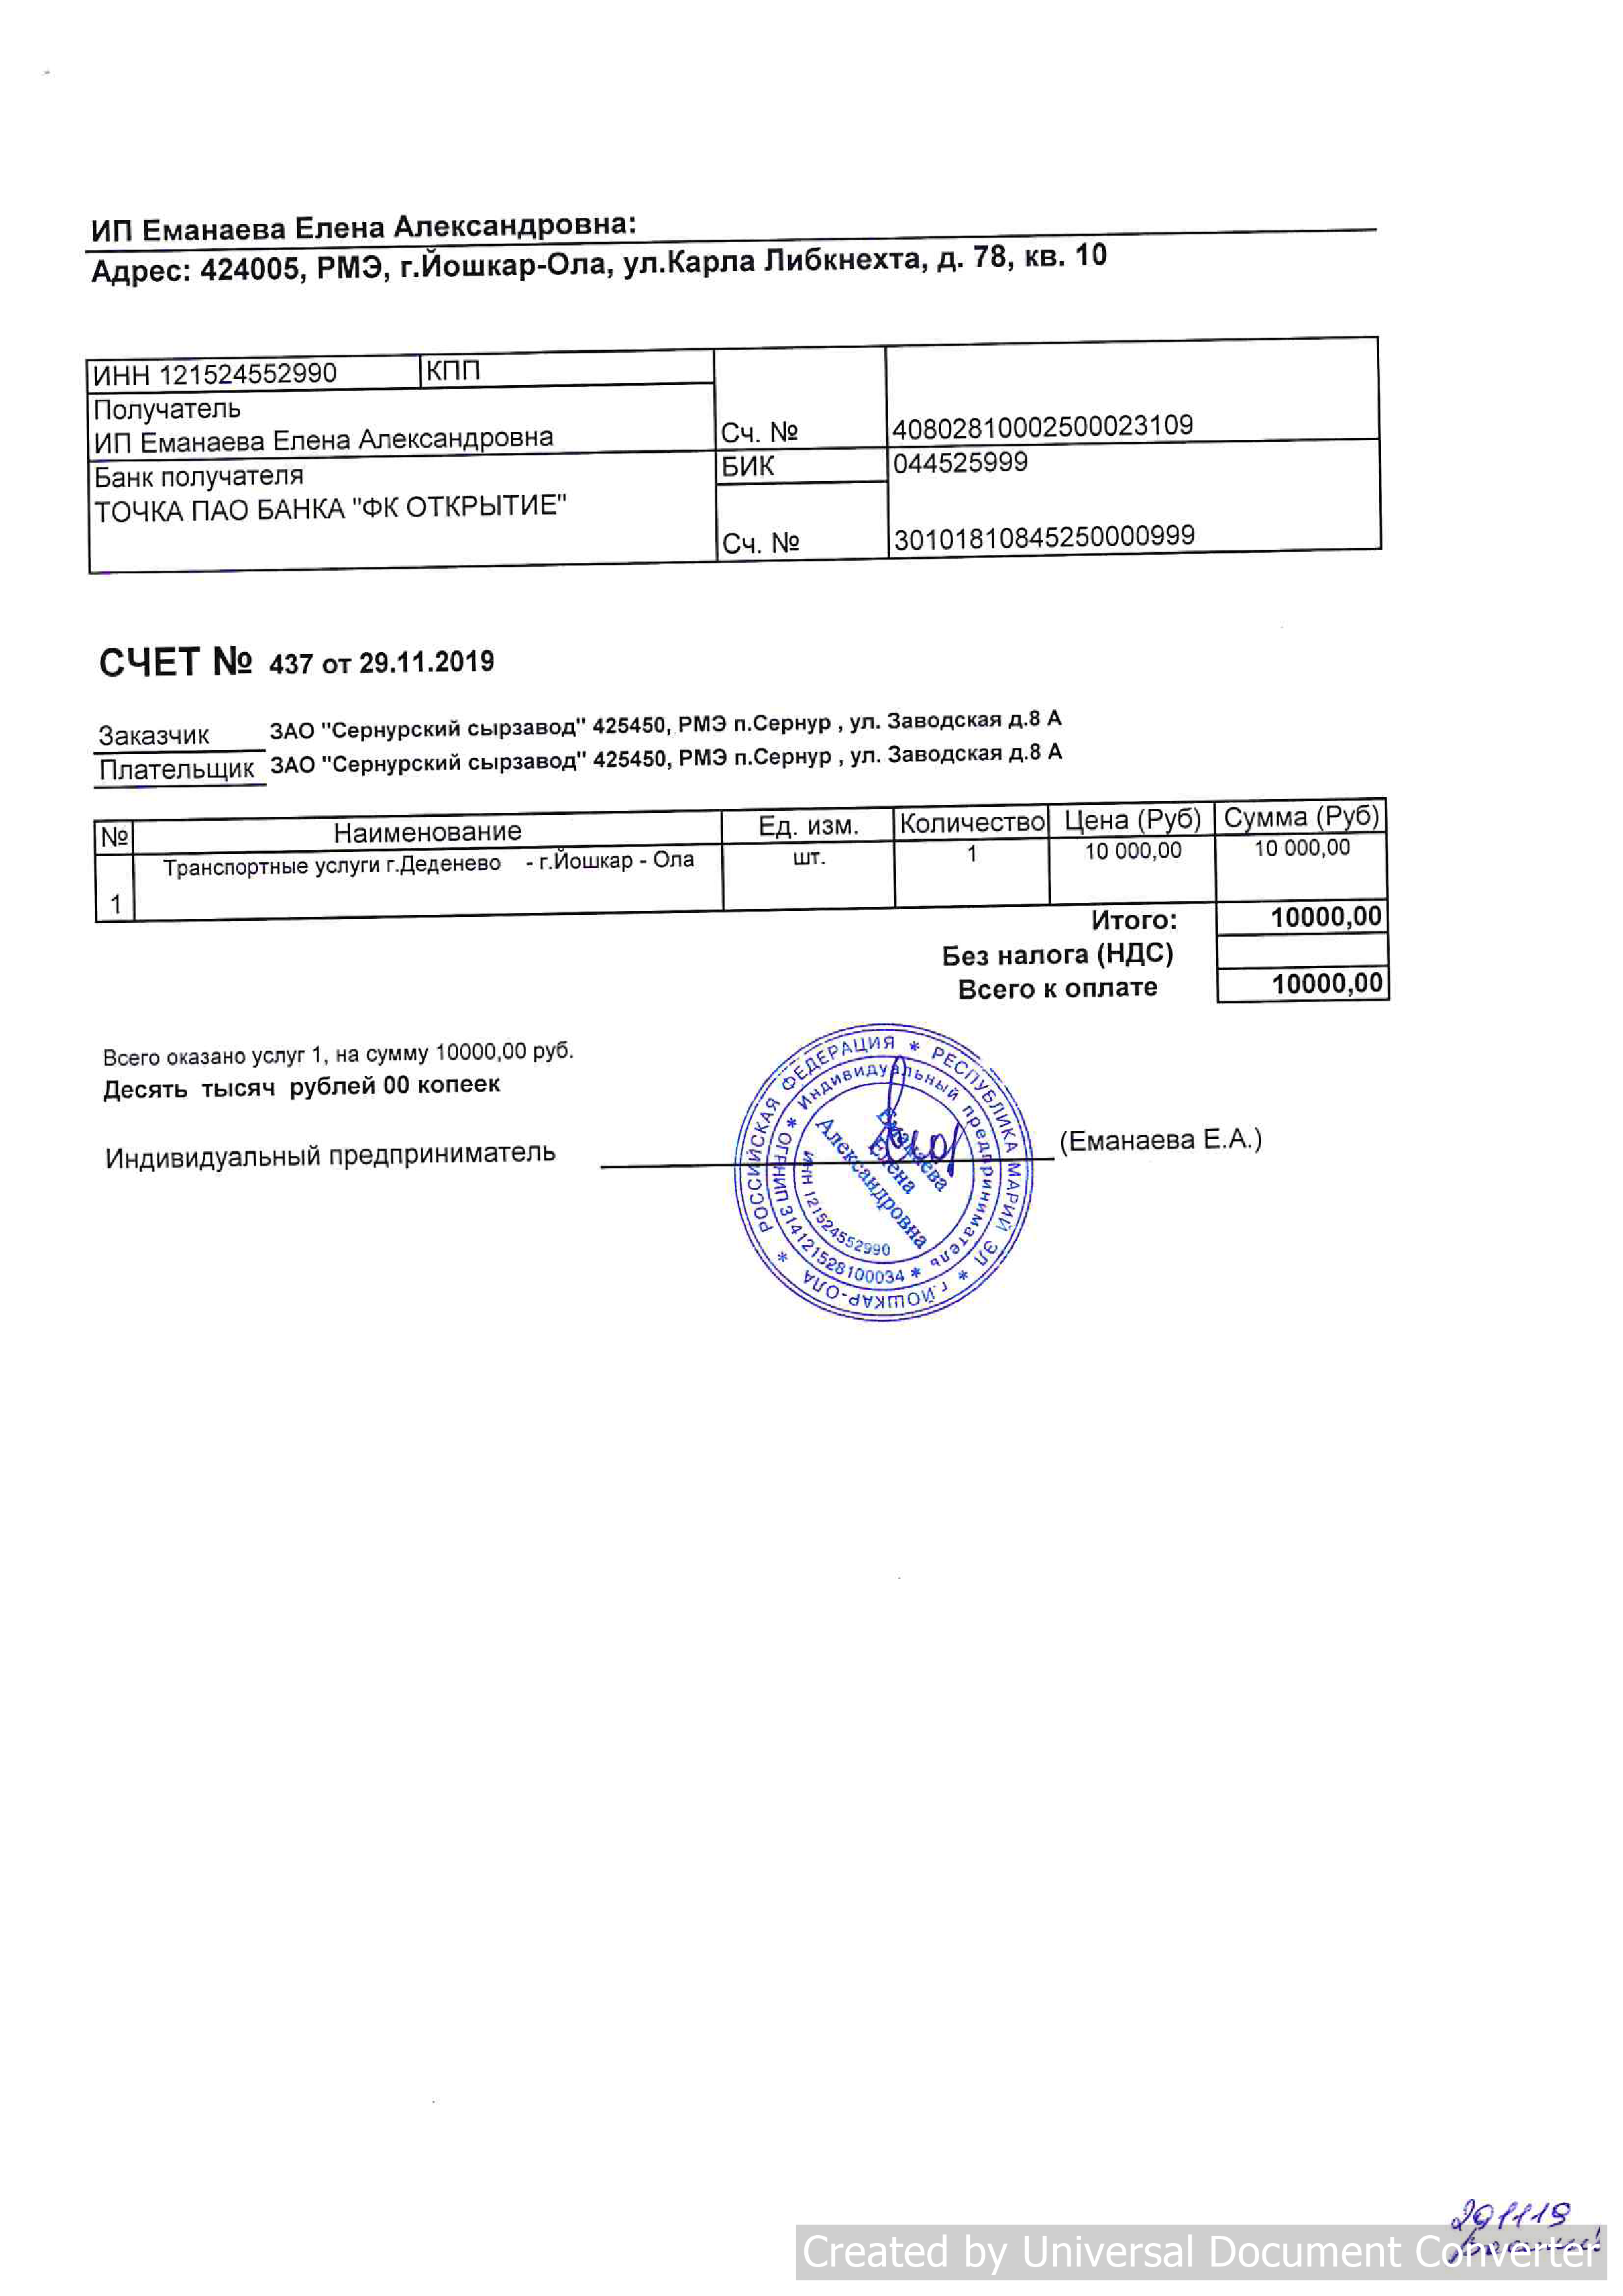 ИП Еманаева Елена Александровна:
Адрес: 424005, РМЭ, г.Йошкар-Ола, ул.Карла Либкнехта, д. 78, кв. 10
ИНН 121524552990 КПП
Получатель
ИП Еманаева Елена Александровна Сч. № 40802810002500023109
Банк получателя БИК 044525999
ТОЧКА ПАО БАНКА "ФК ОТКРЫТИЕ"
Сч. № 30101810845250000999
СЧЕТ № 437 от 29.11.2019
Заказчик ЗАО "Сернурский сырзавод" 425450, РМЭ п.Сернур , ул. Заводская д.8 А
Плательщик ЗАО "Сернурский сырзавод" 425450, РМЭ п.Сернур , ул. Заводская д.8 А
№ Наименование Ед. изм. Количество Цена (Руб) Сумма (Руб)
1 Транспортные услуги г.Деденево - г.Йошкар - Ола шт. 1 10 000,00 10 000,00
Итого: 10000,00
Без налога (НДС)
Всего к оплате 10000,00
Всего оказано услуг 1, на сумму 10000,00 руб.
Десять тысяч рублей 00 копеек
Индивидуальный предприниматель (Еманаева Е.А.)
РОССИЙСКАЯ ФЕДЕРАЦИЯ * РЕСПУБЛИКА МАРИЙ ЭЛ * г.ЙОШКАР-ОЛА *
ОГРНИП 314121528100034 * Индивидуальный предприниматель *
ИНН 121524552990
Еманаева
Елена
Александровна
291119
Created by Universal Document Converter